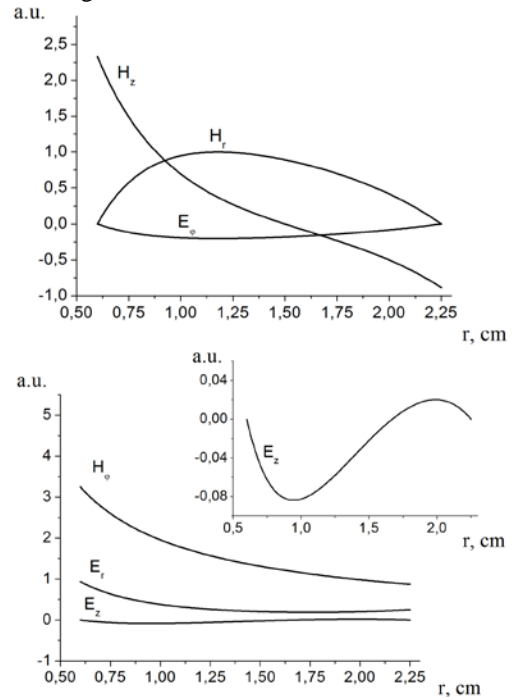 a.u.
2,5
2,0
1,5
1,0
0,5
0,0
-0,5
-1,0
H_z
H_r
E_φ
0,50 0,75 1,00 1,25 1,50 1,75 2,00 2,25
r, cm
a.u.
0,04
0,00
-0,04
-0,08
E_z
0,5 1,0 1,5 2,0
r, cm
a.u.
5
4
3
2
1
0
-1
H_φ
E_r
E_z
0,50 0,75 1,00 1,25 1,50 1,75 2,00 2,25
r, cm